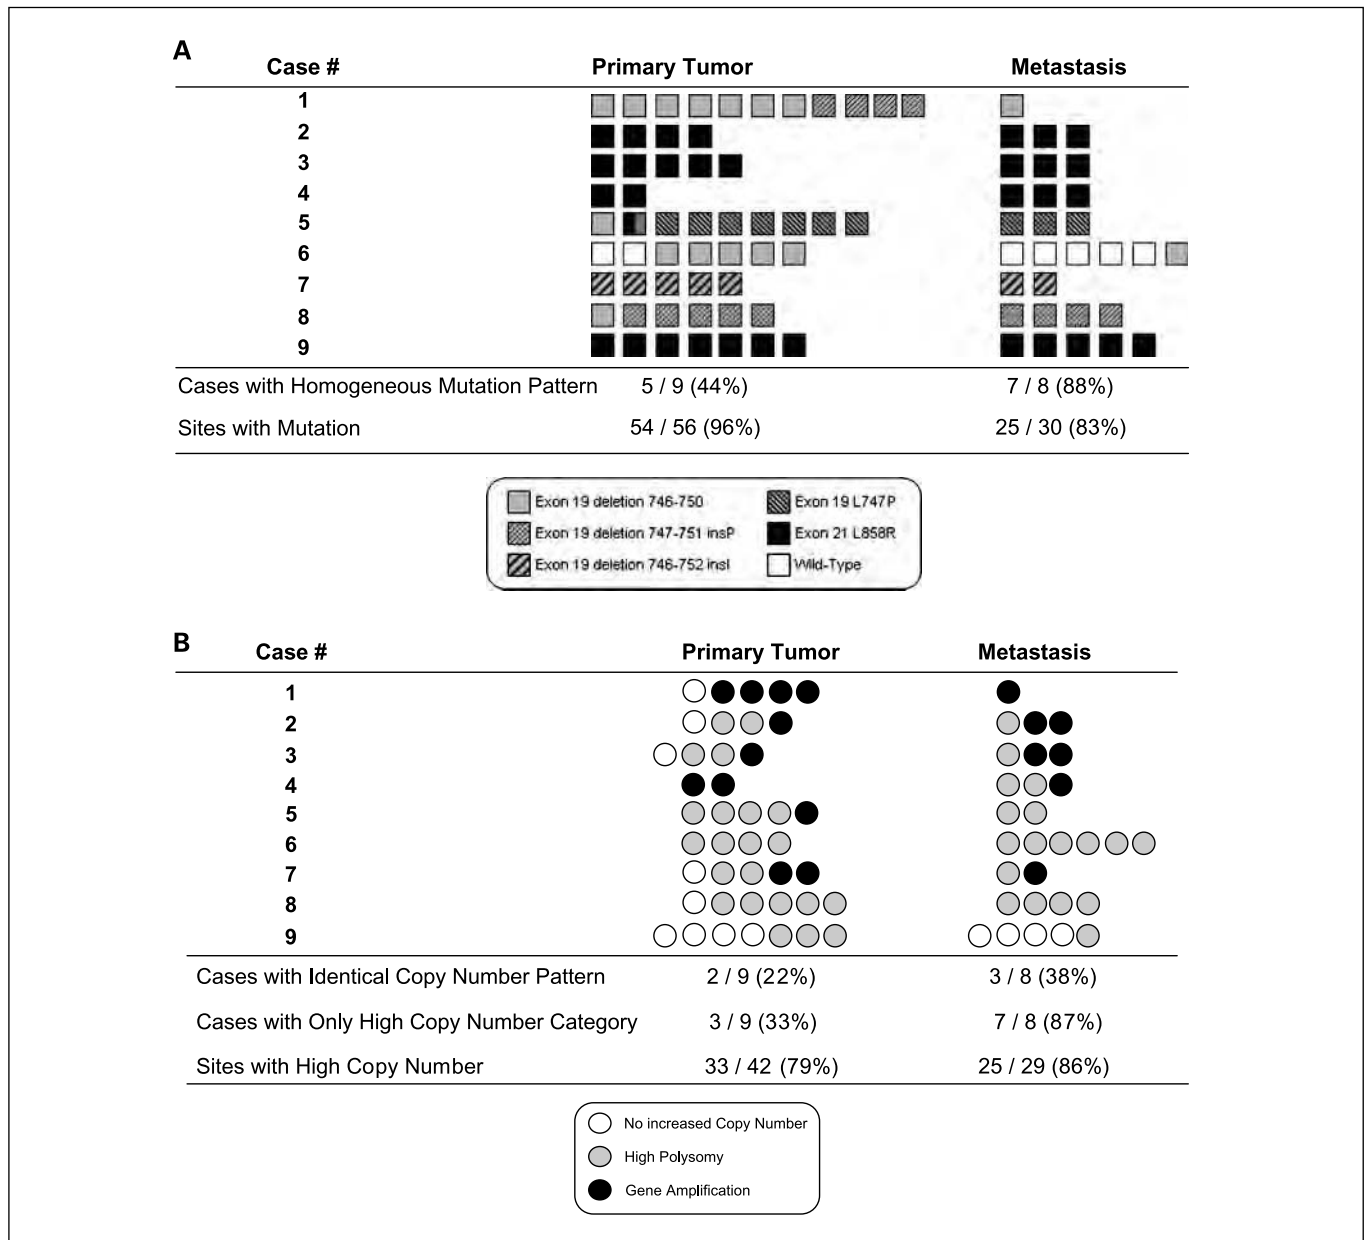 A
Case # Primary Tumor Metastasis
1
2
3
4
5
6
7
8
9
Cases with Homogeneous Mutation Pattern 5 / 9 (44%) 7 / 8 (88%)
Sites with Mutation 54 / 56 (96%) 25 / 30 (83%)
Exon 19 deletion 746-750 Exon 19 L747P
Exon 19 deletion 747-751 insP Exon 21 L858R
Exon 19 deletion 746-752 insI Wild-Type
B
Case # Primary Tumor Metastasis
1
2
3
4
5
6
7
8
9
Cases with Identical Copy Number Pattern 2 / 9 (22%) 3 / 8 (38%)
Cases with Only High Copy Number Category 3 / 9 (33%) 7 / 8 (87%)
Sites with High Copy Number 33 / 42 (79%) 25 / 29 (86%)
No increased Copy Number
High Polysomy
Gene Amplification